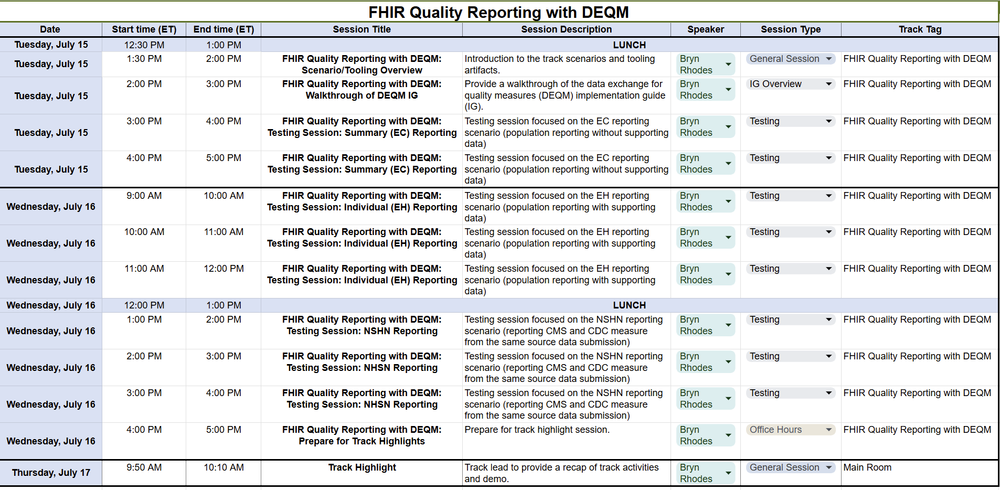 FHIR Quality Reporting with DEQM
Date Start time (ET) End time (ET) Session Title Session Description Speaker Session Type Track Tag
Tuesday, July 15 12:30 PM 1:00 PM LUNCH
Tuesday, July 15 1:30 PM 2:00 PM FHIR Quality Reporting with DEQM: Introduction to the track scenarios and tooling Bryn General Session FHIR Quality Reporting with DEQM
Scenario/Tooling Overview artifacts. Rhodes
Tuesday, July 15 2:00 PM 3:00 PM FHIR Quality Reporting with DEQM: Provide a walkthrough of the data exchange for Bryn IG Overview FHIR Quality Reporting with DEQM
Walkthrough of DEQM IG quality measures (DEQM) implementation guide Rhodes
(IG).
Tuesday, July 15 3:00 PM 4:00 PM FHIR Quality Reporting with DEQM: Testing session focused on the EC reporting Bryn Testing FHIR Quality Reporting with DEQM
Testing Session: Summary (EC) Reporting scenario (population reporting without supporting Rhodes
data)
Tuesday, July 15 4:00 PM 5:00 PM FHIR Quality Reporting with DEQM: Testing session focused on the EC reporting Bryn Testing FHIR Quality Reporting with DEQM
Testing Session: Summary (EC) Reporting scenario (population reporting without supporting Rhodes
data)
Wednesday, July 16 9:00 AM 10:00 AM FHIR Quality Reporting with DEQM: Testing session focused on the EH reporting Bryn Testing FHIR Quality Reporting with DEQM
Testing Session: Individual (EH) Reporting scenario (population reporting with supporting Rhodes
data)
Wednesday, July 16 10:00 AM 11:00 AM FHIR Quality Reporting with DEQM: Testing session focused on the EH reporting Bryn Testing FHIR Quality Reporting with DEQM
Testing Session: Individual (EH) Reporting scenario (population reporting with supporting Rhodes
data)
Wednesday, July 16 11:00 AM 12:00 PM FHIR Quality Reporting with DEQM: Testing session focused on the EH reporting Bryn Testing FHIR Quality Reporting with DEQM
Testing Session: Individual (EH) Reporting scenario (population reporting with supporting Rhodes
data)
Wednesday, July 16 12:00 PM 1:00 PM LUNCH
Wednesday, July 16 1:00 PM 2:00 PM FHIR Quality Reporting with DEQM: Testing session focused on the NSHN reporting Bryn Testing FHIR Quality Reporting with DEQM
Testing Session: NSHN Reporting scenario (reporting CMS and CDC measure Rhodes
from the same source data submission)
Wednesday, July 16 2:00 PM 3:00 PM FHIR Quality Reporting with DEQM: Testing session focused on the NSHN reporting Bryn Testing FHIR Quality Reporting with DEQM
Testing Session: NHSN Reporting scenario (reporting CMS and CDC measure Rhodes
from the same source data submission)
Wednesday, July 16 3:00 PM 4:00 PM FHIR Quality Reporting with DEQM: Testing session focused on the NSHN reporting Bryn Testing FHIR Quality Reporting with DEQM
Testing Session: NHSN Reporting scenario (reporting CMS and CDC measure Rhodes
from the same source data submission)
Wednesday, July 16 4:00 PM 5:00 PM FHIR Quality Reporting with DEQM: Prepare for track highlight session. Bryn Office Hours FHIR Quality Reporting with DEQM
Prepare for Track Highlights Rhodes
Thursday, July 17 9:50 AM 10:10 AM Track Highlight Track lead to provide a recap of track activities Bryn General Session Main Room
and demo. Rhodes